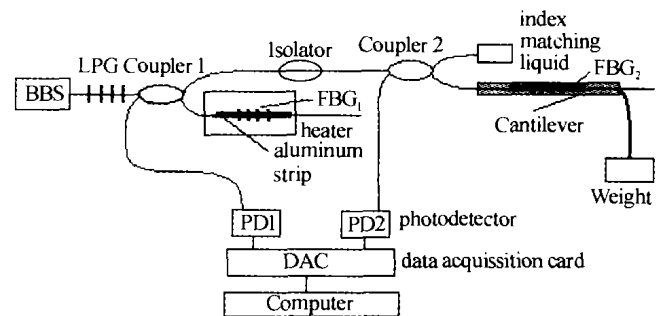 index
matching
liquid
Isolator
Coupler 2
LPG Coupler 1
BBS
FBG₁
FBG₂
Cantilever
heater
aluminum
strip
Weight
PD1
PD2
photodetector
DAC
data acquissition card
Computer